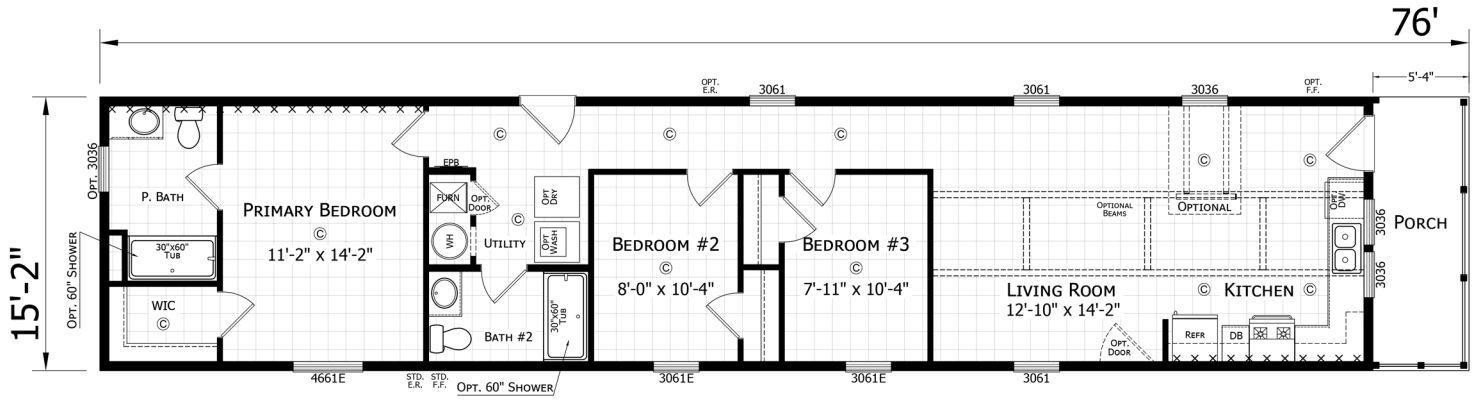 76'
5'-4"
OPT.
E.R.
3061
3061
3036
OPT.
F.F.
15'-2"
OPT. 3036
P. BATH
30"x60"
TUB
OPT. 60" SHOWER
WIC
©
PRIMARY BEDROOM
©
11'-2" x 14'-2"
4661E
STD.
E.R.
STD.
F.F.
EPB
FURN
OPT.
DOOR
WH
UTILITY
©
©
OPT
DRY
OPT
WASH
BATH #2
30"x60"
TUB
OPT. 60" SHOWER
©
BEDROOM #2
©
8'-0" x 10'-4"
3061E
©
BEDROOM #3
©
7'-11" x 10'-4"
3061E
OPTIONAL
BEAMS
©
OPTIONAL
©
LIVING ROOM
12'-10" x 14'-2"
3061
OPT.
DOOR
© KITCHEN ©
OPT.
DW
REFR
DB
3036
3036
PORCH